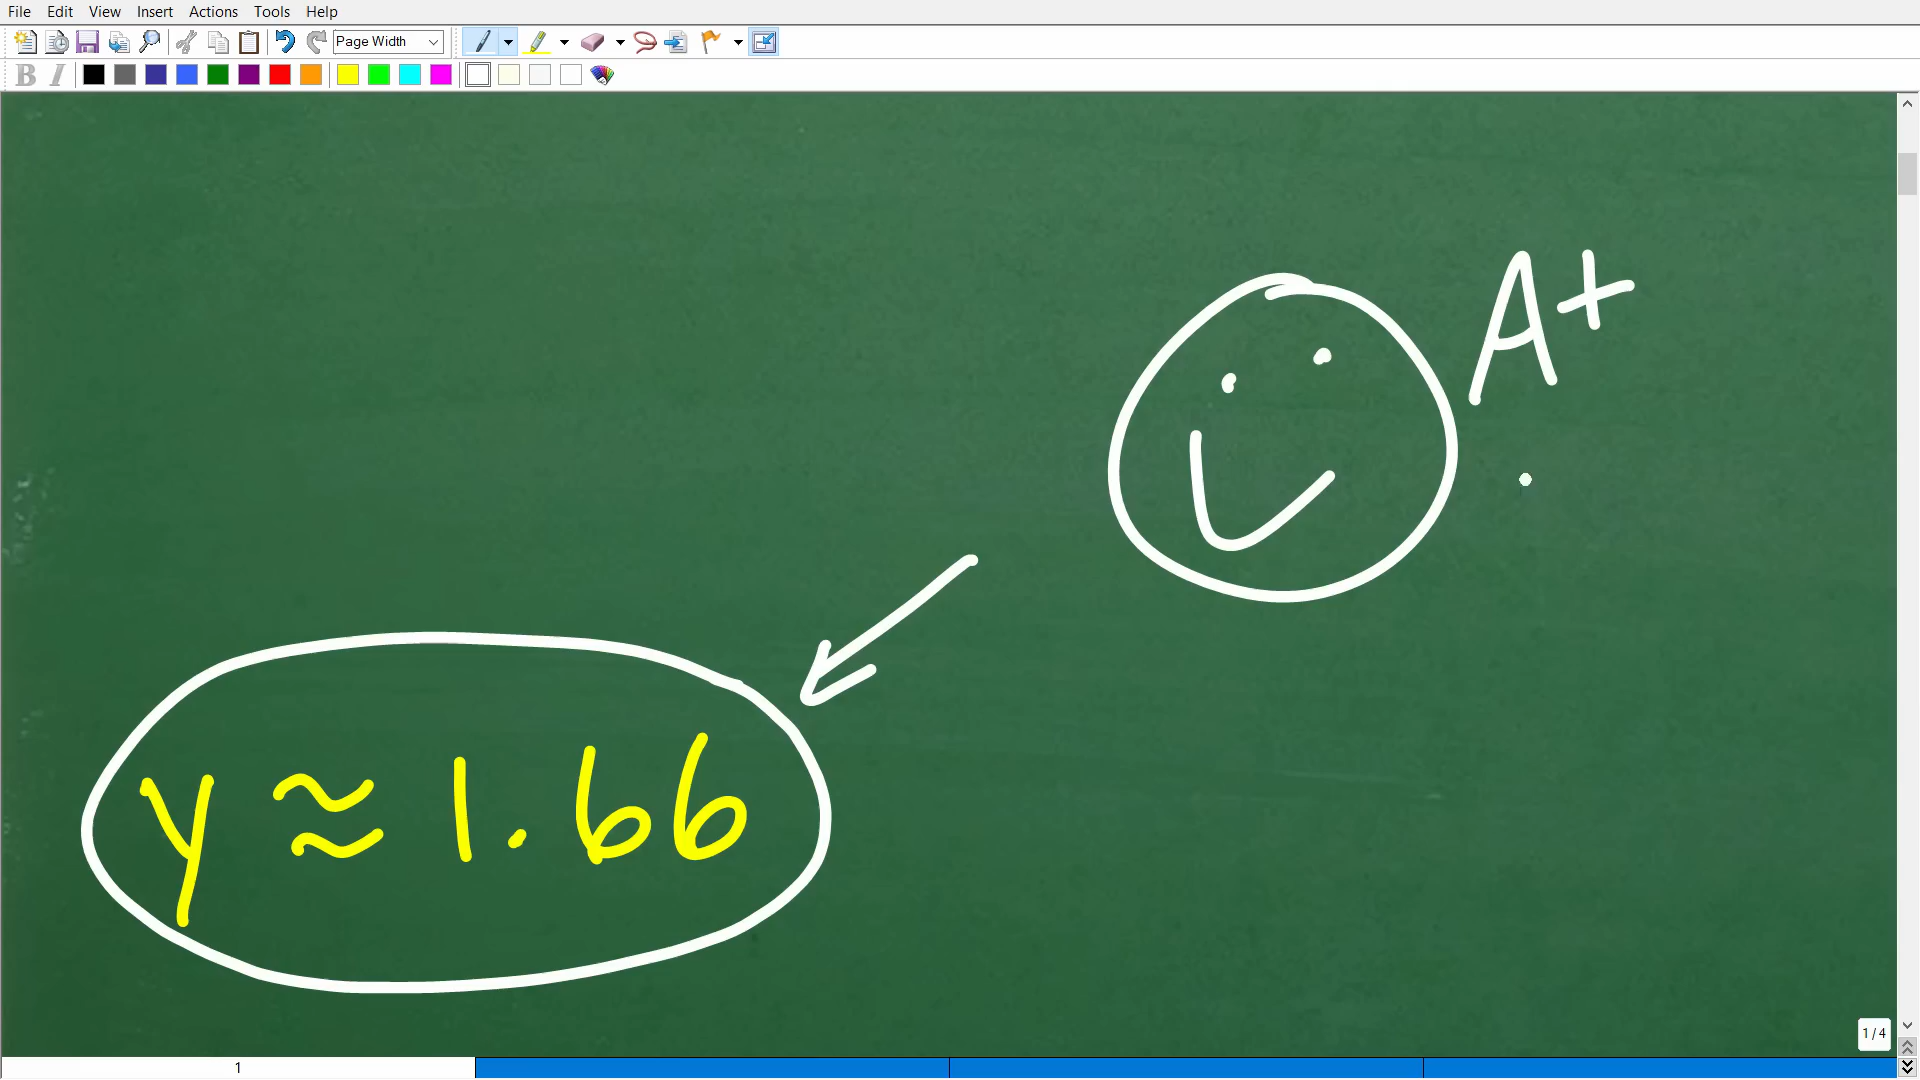 File Edit View Insert Actions Tools Help
Page Width
B I
A+
y ≈ 1.66
1 / 4
1